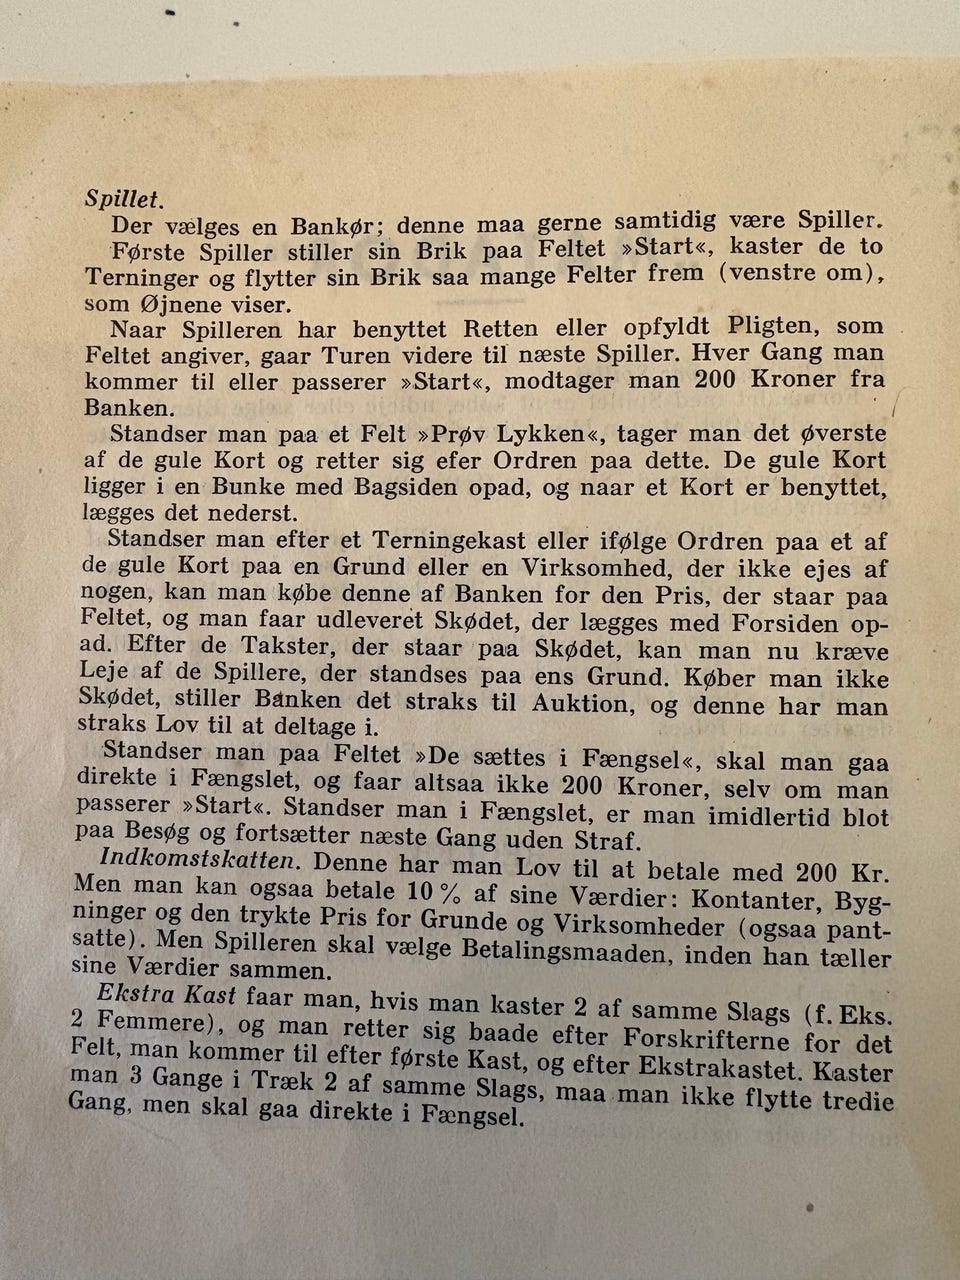 Spillet.
Der vælges en Bankør; denne maa gerne samtidig være Spiller.
Første Spiller stiller sin Brik paa Feltet »Start«, kaster de to
Terninger og flytter sin Brik saa mange Felter frem (venstre om),
som Øjnene viser.
Naar Spilleren har benyttet Retten eller opfyldt Pligten, som
Feltet angiver, gaar Turen videre til næste Spiller. Hver Gang man
kommer til eller passerer »Start«, modtager man 200 Kroner fra
Banken.
Standser man paa et Felt »Prøv Lykken«, tager man det øverste
af de gule Kort og retter sig efer Ordren paa dette. De gule Kort
ligger i en Bunke med Bagsiden opad, og naar et Kort er benyttet,
lægges det nederst.
Standser man efter et Terningekast eller ifølge Ordren paa et af
de gule Kort paa en Grund eller en Virksomhed, der ikke ejes af
nogen, kan man købe denne af Banken for den Pris, der staar paa
Feltet, og man faar udleveret Skødet, der lægges med Forsiden op-
ad. Efter de Takster, der staar paa Skødet, kan man nu kræve
Leje af de Spillere, der standses paa ens Grund. Køber man ikke
Skødet, stiller Banken det straks til Auktion, og denne har man
straks Lov til at deltage i.
Standser man paa Feltet »De sættes i Fængsel«, skal man gaa
direkte i Fængslet, og faar altsaa ikke 200 Kroner, selv om man
passerer »Start«. Standser man i Fængslet, er man imidlertid blot
paa Besøg og fortsætter næste Gang uden Straf.
Indkomstskatten. Denne har man Lov til at betale med 200 Kr.
Men man kan ogsaa betale 10 % af sine Værdier: Kontanter, Byg-
ninger og den trykte Pris for Grunde og Virksomheder (ogsaa pant-
satte). Men Spilleren skal vælge Betalingsmaaden, inden han tæller
sine Værdier sammen.
Ekstra Kast faar man, hvis man kaster 2 af samme Slags (f. Eks.
2 Femmere), og man retter sig baade efter Forskrifterne for det
Felt, man kommer til efter første Kast, og efter Ekstrakastet. Kaster
man 3 Gange i Træk 2 af samme Slags, maa man ikke flytte tredie
Gang, men skal gaa direkte i Fængsel.